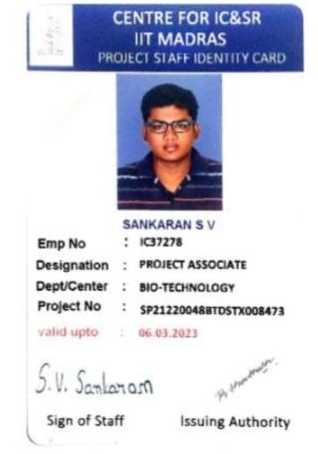 CENTRE FOR IC&SR
IIT MADRAS
PROJECT STAFF IDENTITY CARD
SANKARAN S V
Emp No : IC37278
Designation : PROJECT ASSOCIATE
Dept/Center : BIO-TECHNOLOGY
Project No : SP21220048BTDSTX008473
valid upto : 06.03.2023
S.V. Sankaran
Sign of Staff
Issuing Authority